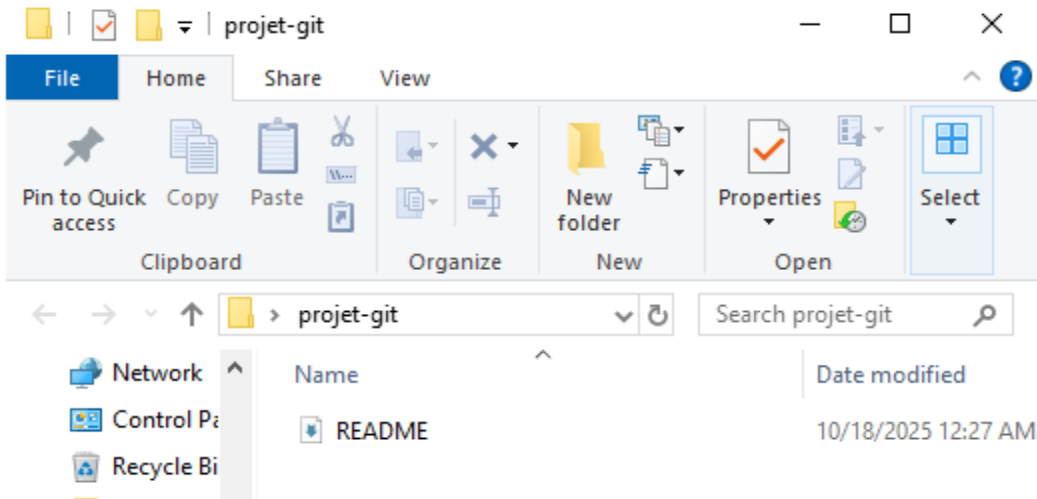 projet-git
File Home Share View
Pin to Quick access Copy Paste New folder Properties Select
Clipboard Organize New Open
projet-git Search projet-git
Network Name Date modified
Control Pa
README 10/18/2025 12:27 AM
Recycle Bi